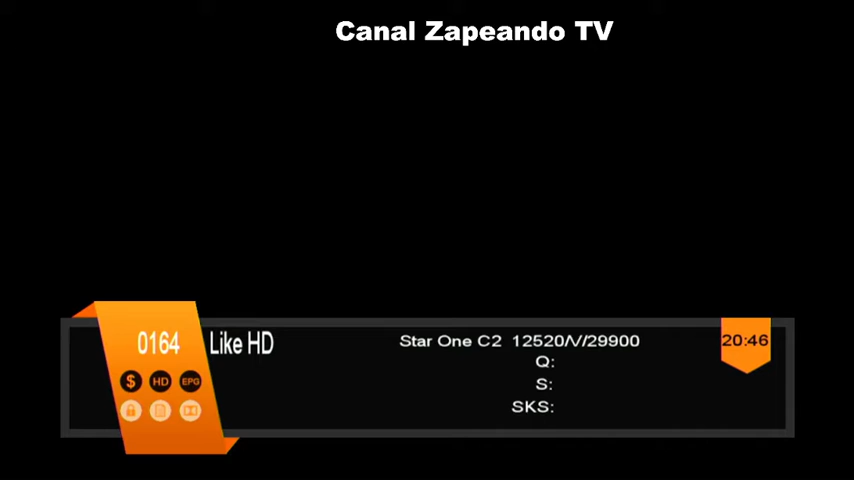 Canal Zapeando TV
0164 Like HD Star One C2 12520/V/29900 20:46
$ HD EPG Q:
S:
SKS: